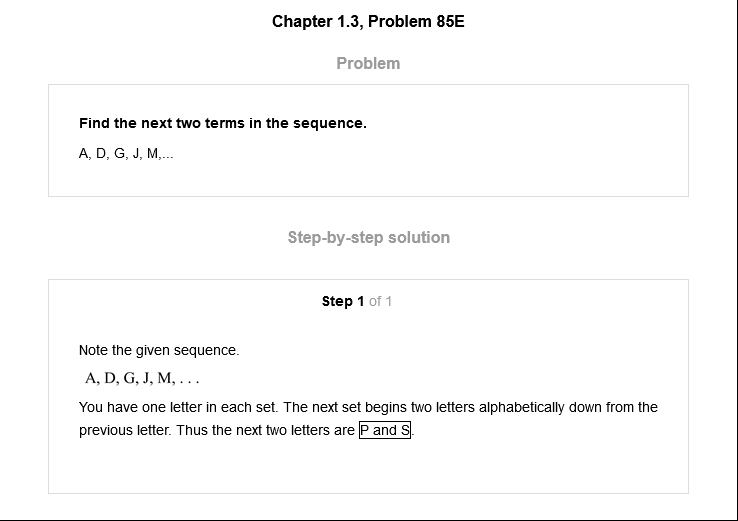 Chapter 1.3, Problem 85E
Problem
Find the next two terms in the sequence.
A, D, G, J, M,...
Step-by-step solution
Step 1 of 1
Note the given sequence.
A, D, G, J, M, . . .
You have one letter in each set. The next set begins two letters alphabetically down from the
previous letter. Thus the next two letters are P and S.